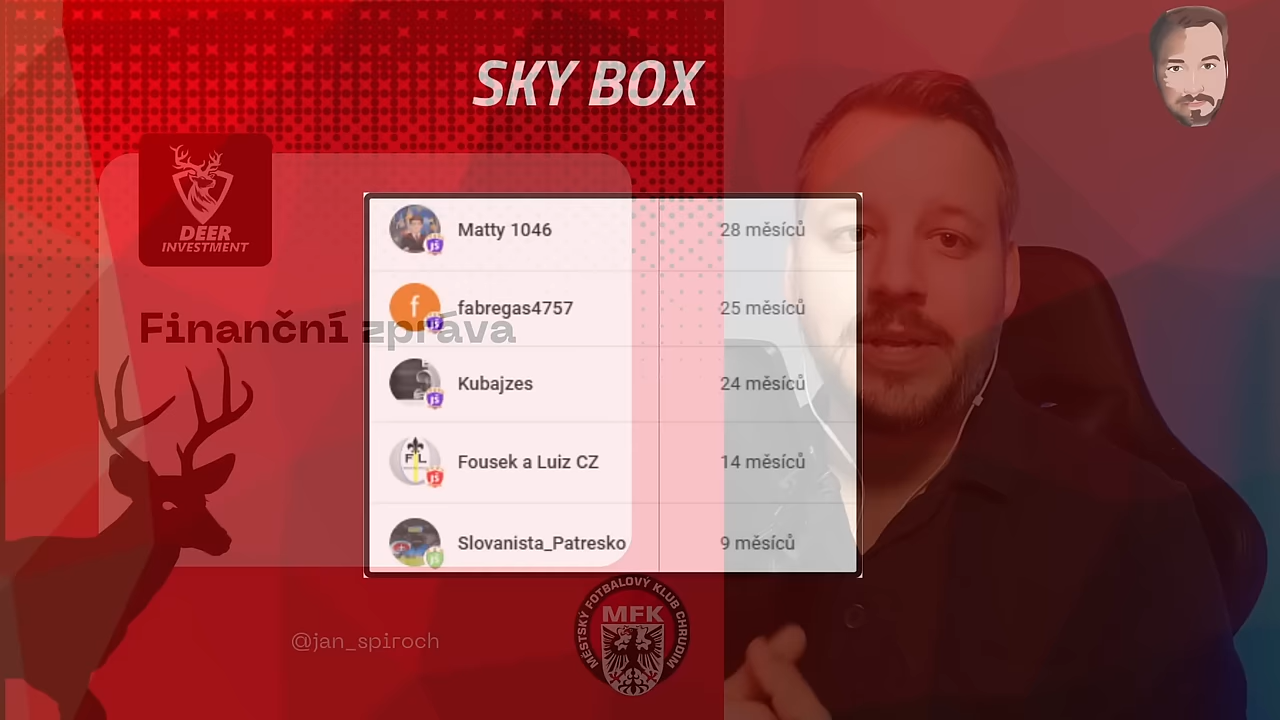 SKY BOX
DEER
INVESTMENT
Finanční zpráva
Matty 1046 28 měsíců
fabregas4757 25 měsíců
Kubajzes 24 měsíců
Fousek a Luiz CZ 14 měsíců
Slovanista_Patresko 9 měsíců
@jan_spiroch
MĚSTSKÝ FOTBALOVÝ KLUB CHRUDIM
MFK